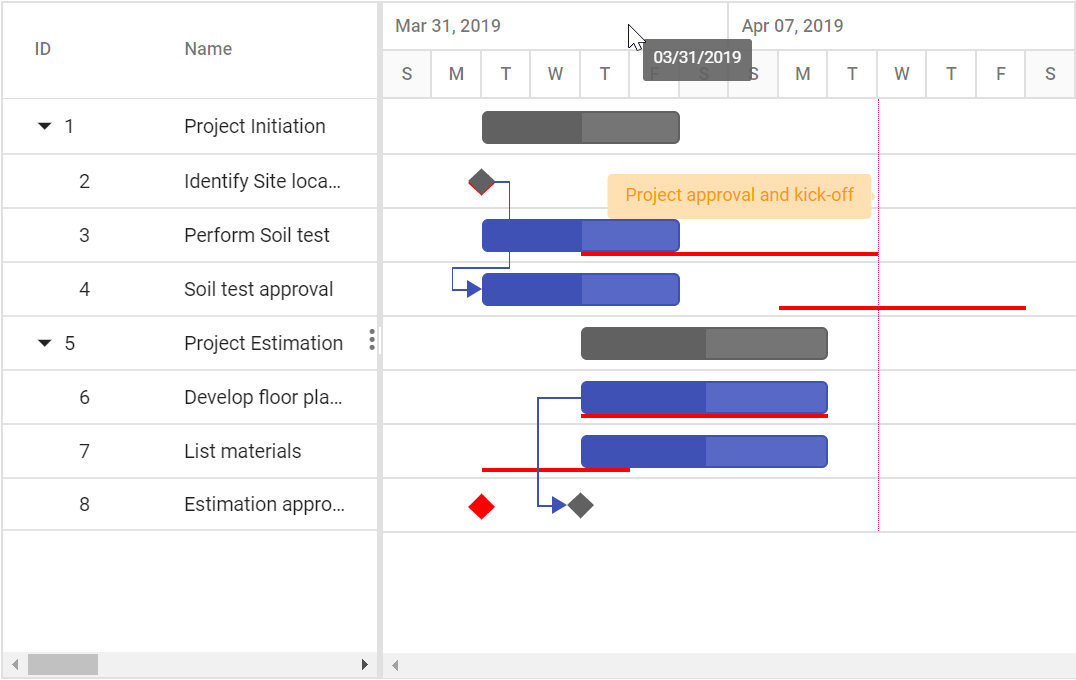 ID Name Mar 31, 2019 Apr 07, 2019
03/31/2019
S M T W T F S S M T W T F S
1 Project Initiation
2 Identify Site loca...
Project approval and kick-off
3 Perform Soil test
4 Soil test approval
5 Project Estimation
6 Develop floor pla...
7 List materials
8 Estimation appro...